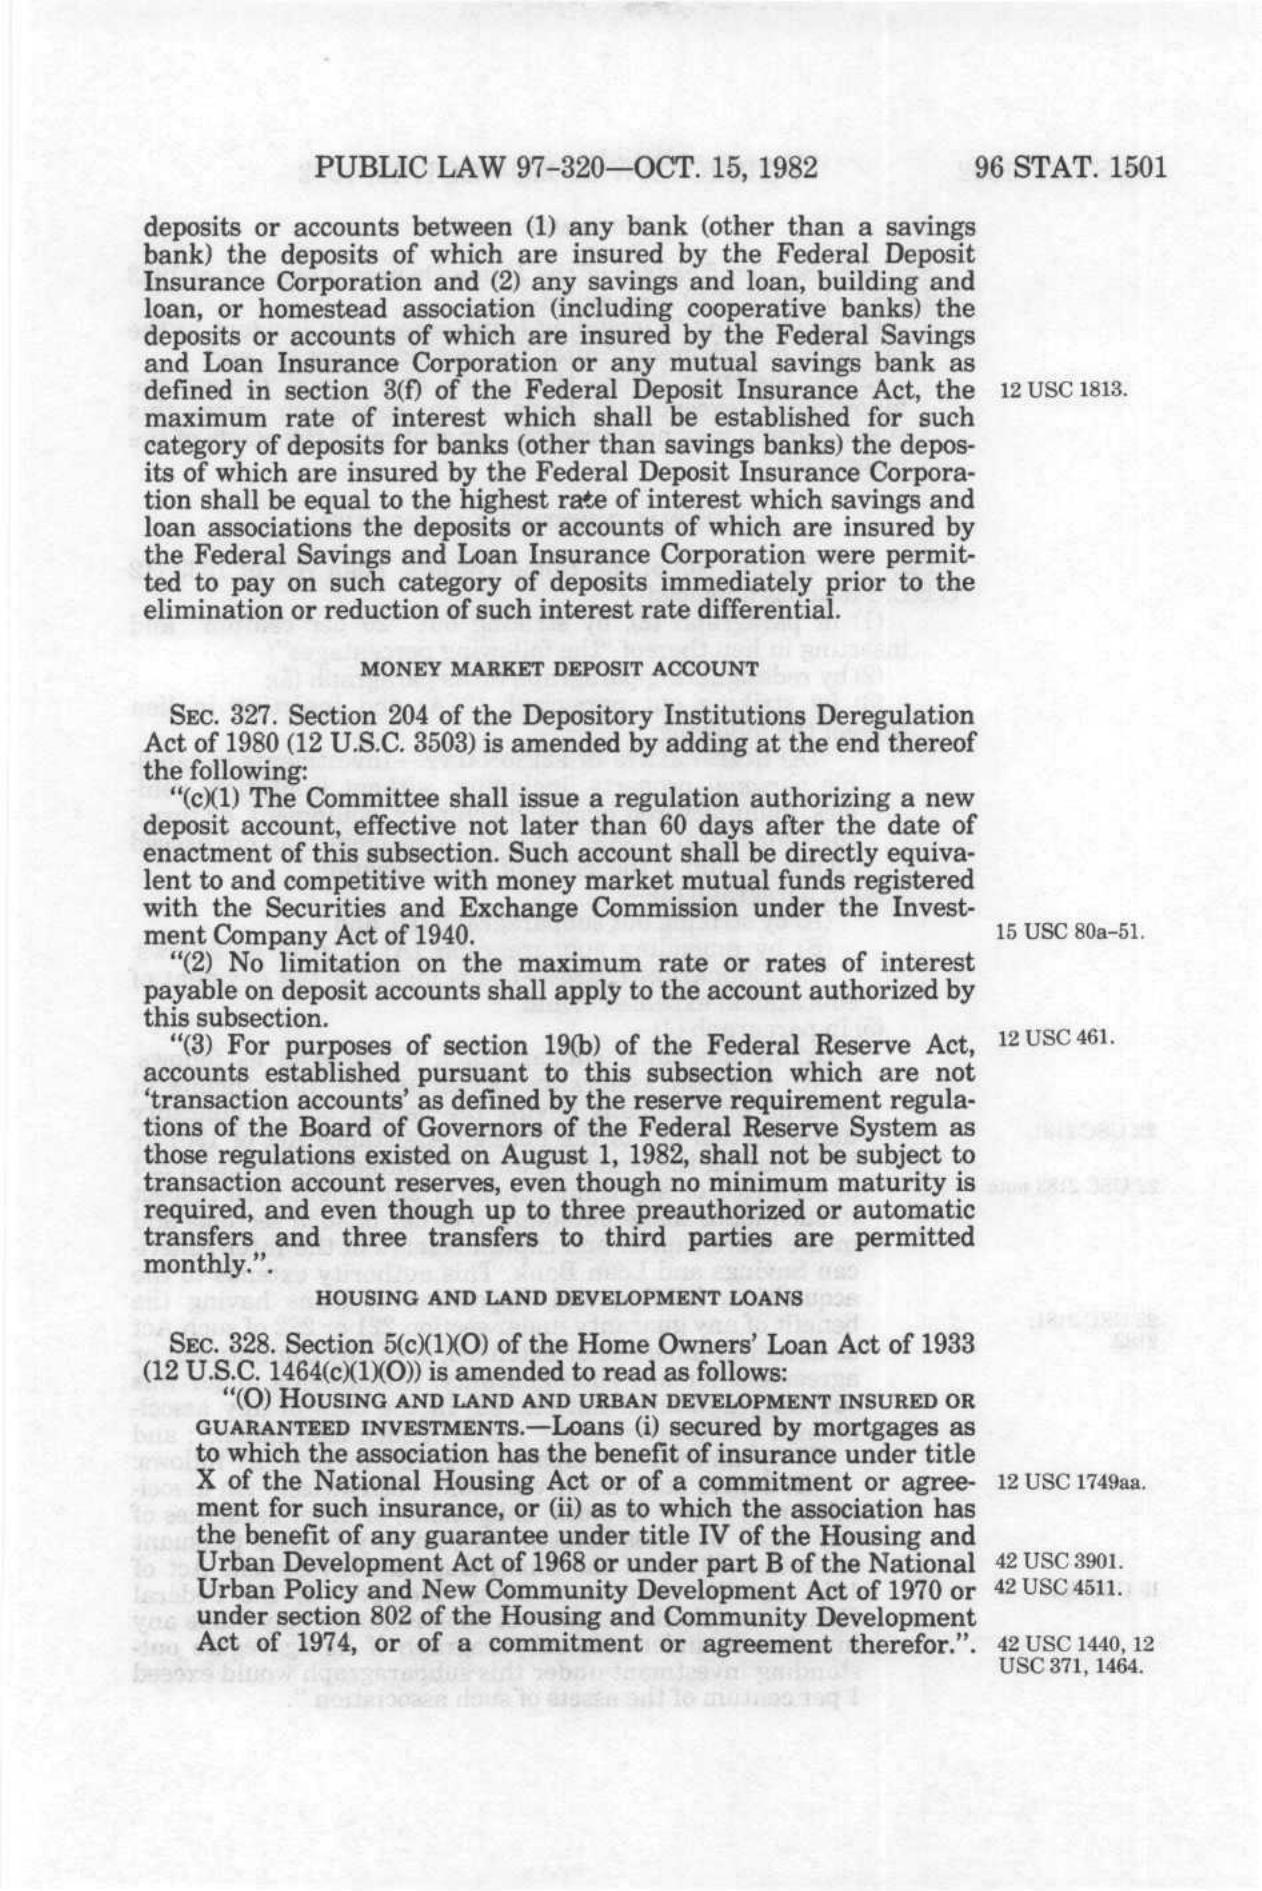 PUBLIC LAW 97-320—OCT. 15, 1982 96 STAT. 1501
deposits or accounts between (1) any bank (other than a savings
bank) the deposits of which are insured by the Federal Deposit
Insurance Corporation and (2) any savings and loan, building and
loan, or homestead association (including cooperative banks) the
deposits or accounts of which are insured by the Federal Savings
and Loan Insurance Corporation or any mutual savings bank as
defined in section 3(f) of the Federal Deposit Insurance Act, the 12 USC 1813.
maximum rate of interest which shall be established for such
category of deposits for banks (other than savings banks) the depos-
its of which are insured by the Federal Deposit Insurance Corpora-
tion shall be equal to the highest rate of interest which savings and
loan associations the deposits or accounts of which are insured by
the Federal Savings and Loan Insurance Corporation were permit-
ted to pay on such category of deposits immediately prior to the
elimination or reduction of such interest rate differential.
MONEY MARKET DEPOSIT ACCOUNT
SEC. 327. Section 204 of the Depository Institutions Deregulation
Act of 1980 (12 U.S.C. 3503) is amended by adding at the end thereof
the following:
"(c)(1) The Committee shall issue a regulation authorizing a new
deposit account, effective not later than 60 days after the date of
enactment of this subsection. Such account shall be directly equiva-
lent to and competitive with money market mutual funds registered
with the Securities and Exchange Commission under the Invest-
ment Company Act of 1940. 15 USC 80a-51.
"(2) No limitation on the maximum rate or rates of interest
payable on deposit accounts shall apply to the account authorized by
this subsection.
"(3) For purposes of section 19(b) of the Federal Reserve Act, 12 USC 461.
accounts established pursuant to this subsection which are not
'transaction accounts' as defined by the reserve requirement regula-
tions of the Board of Governors of the Federal Reserve System as
those regulations existed on August 1, 1982, shall not be subject to
transaction account reserves, even though no minimum maturity is
required, and even though up to three preauthorized or automatic
transfers and three transfers to third parties are permitted
monthly.".
HOUSING AND LAND DEVELOPMENT LOANS
SEC. 328. Section 5(c)(1)(O) of the Home Owners' Loan Act of 1933
(12 U.S.C. 1464(c)(1)(O)) is amended to read as follows:
"(O) HOUSING AND LAND AND URBAN DEVELOPMENT INSURED OR
GUARANTEED INVESTMENTS.—Loans (i) secured by mortgages as
to which the association has the benefit of insurance under title
X of the National Housing Act or of a commitment or agree- 12 USC 1749aa.
ment for such insurance, or (ii) as to which the association has
the benefit of any guarantee under title IV of the Housing and
Urban Development Act of 1968 or under part B of the National 42 USC 3901.
Urban Policy and New Community Development Act of 1970 or 42 USC 4511.
under section 802 of the Housing and Community Development
Act of 1974, or of a commitment or agreement therefor.". 42 USC 1440, 12
USC 371, 1464.